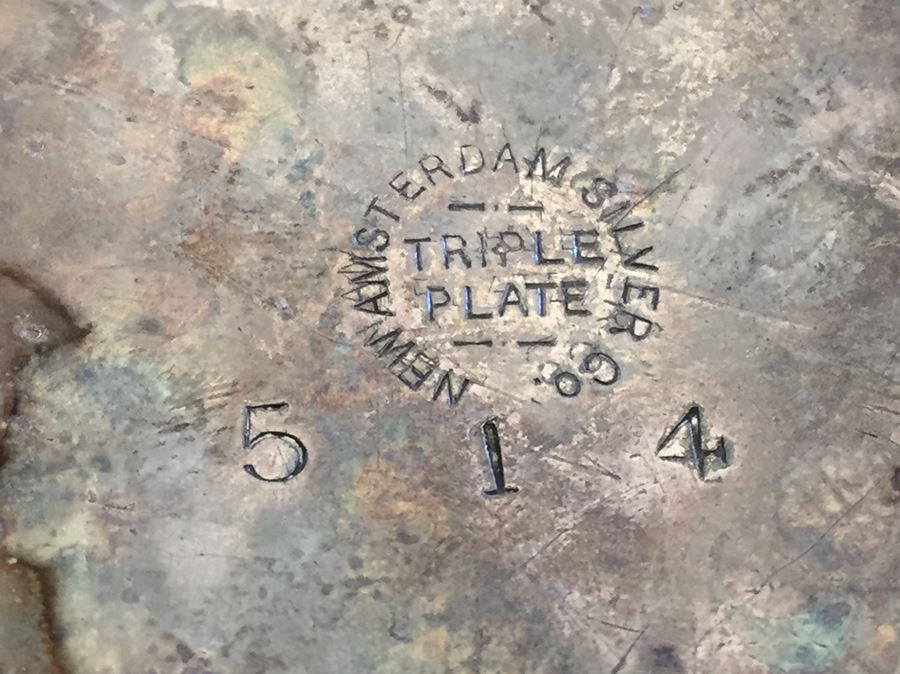 NEW AMSTERDAM SILVER CO.
TRIPLE
PLATE
5 1 4